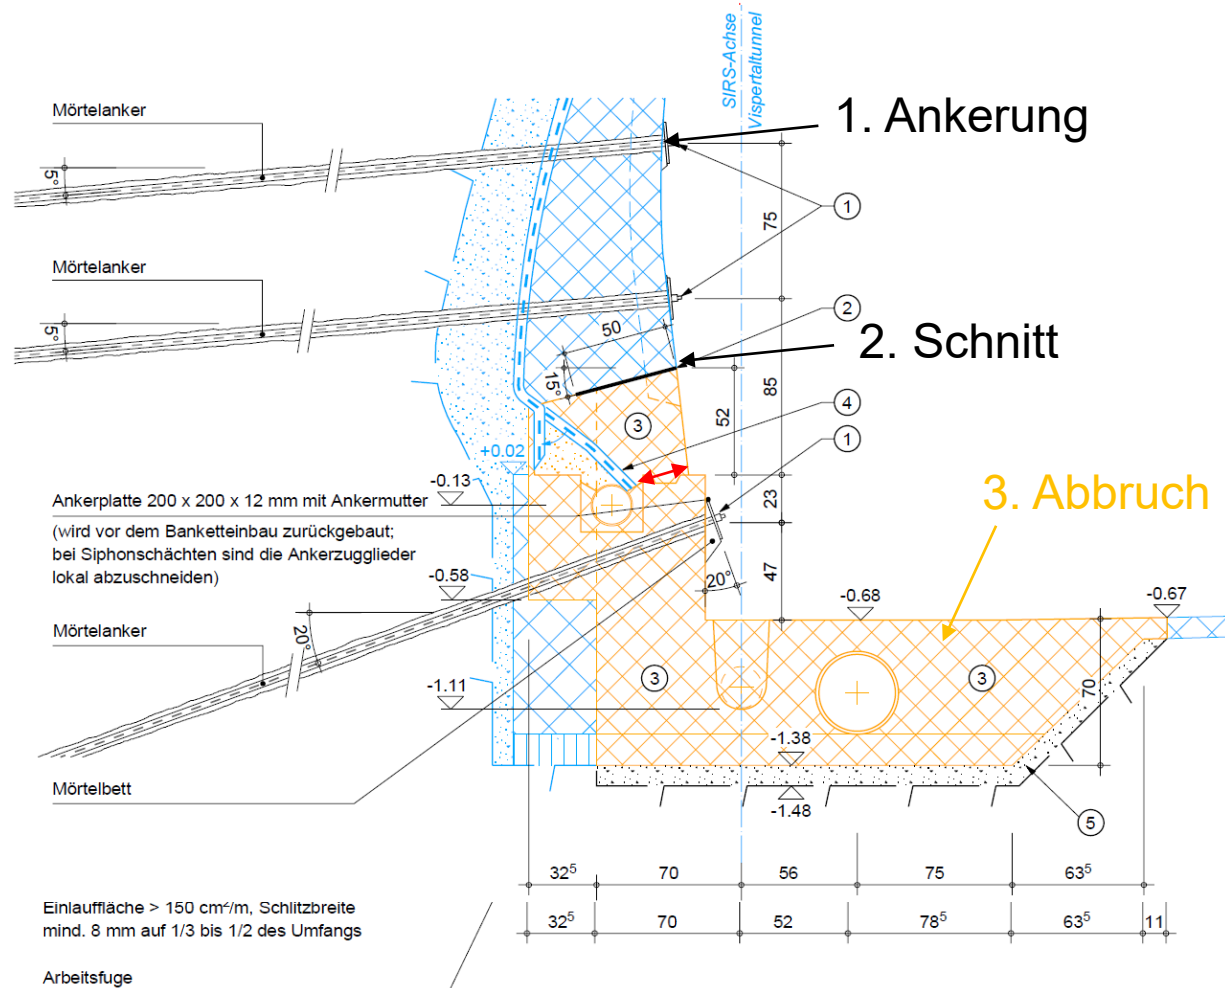 SIRS-Achse
Vispertaltunnel
Mörtelanker
1. Ankerung
5°
1
75
Mörtelanker
5°
50
2
2. Schnitt
15°
52
85
4
3
1
+0.02
-0.13
23
3. Abbruch
Ankerplatte 200 x 200 x 12 mm mit Ankermutter
(wird vor dem Banketteinbau zurückgebaut;
bei Siphonschächten sind die Ankerzugglieder
lokal abzuschneiden)
20°
47
-0.58
-0.68
-0.67
Mörtelanker
20°
3
3
70
-1.11
-1.38
Mörtelbett
-1.48
5
32⁵ 70 56 75 63⁵
Einlauffläche > 150 cm²/m, Schlitzbreite
mind. 8 mm auf 1/3 bis 1/2 des Umfangs
32⁵ 70 52 78⁵ 63⁵ 11
Arbeitsfuge